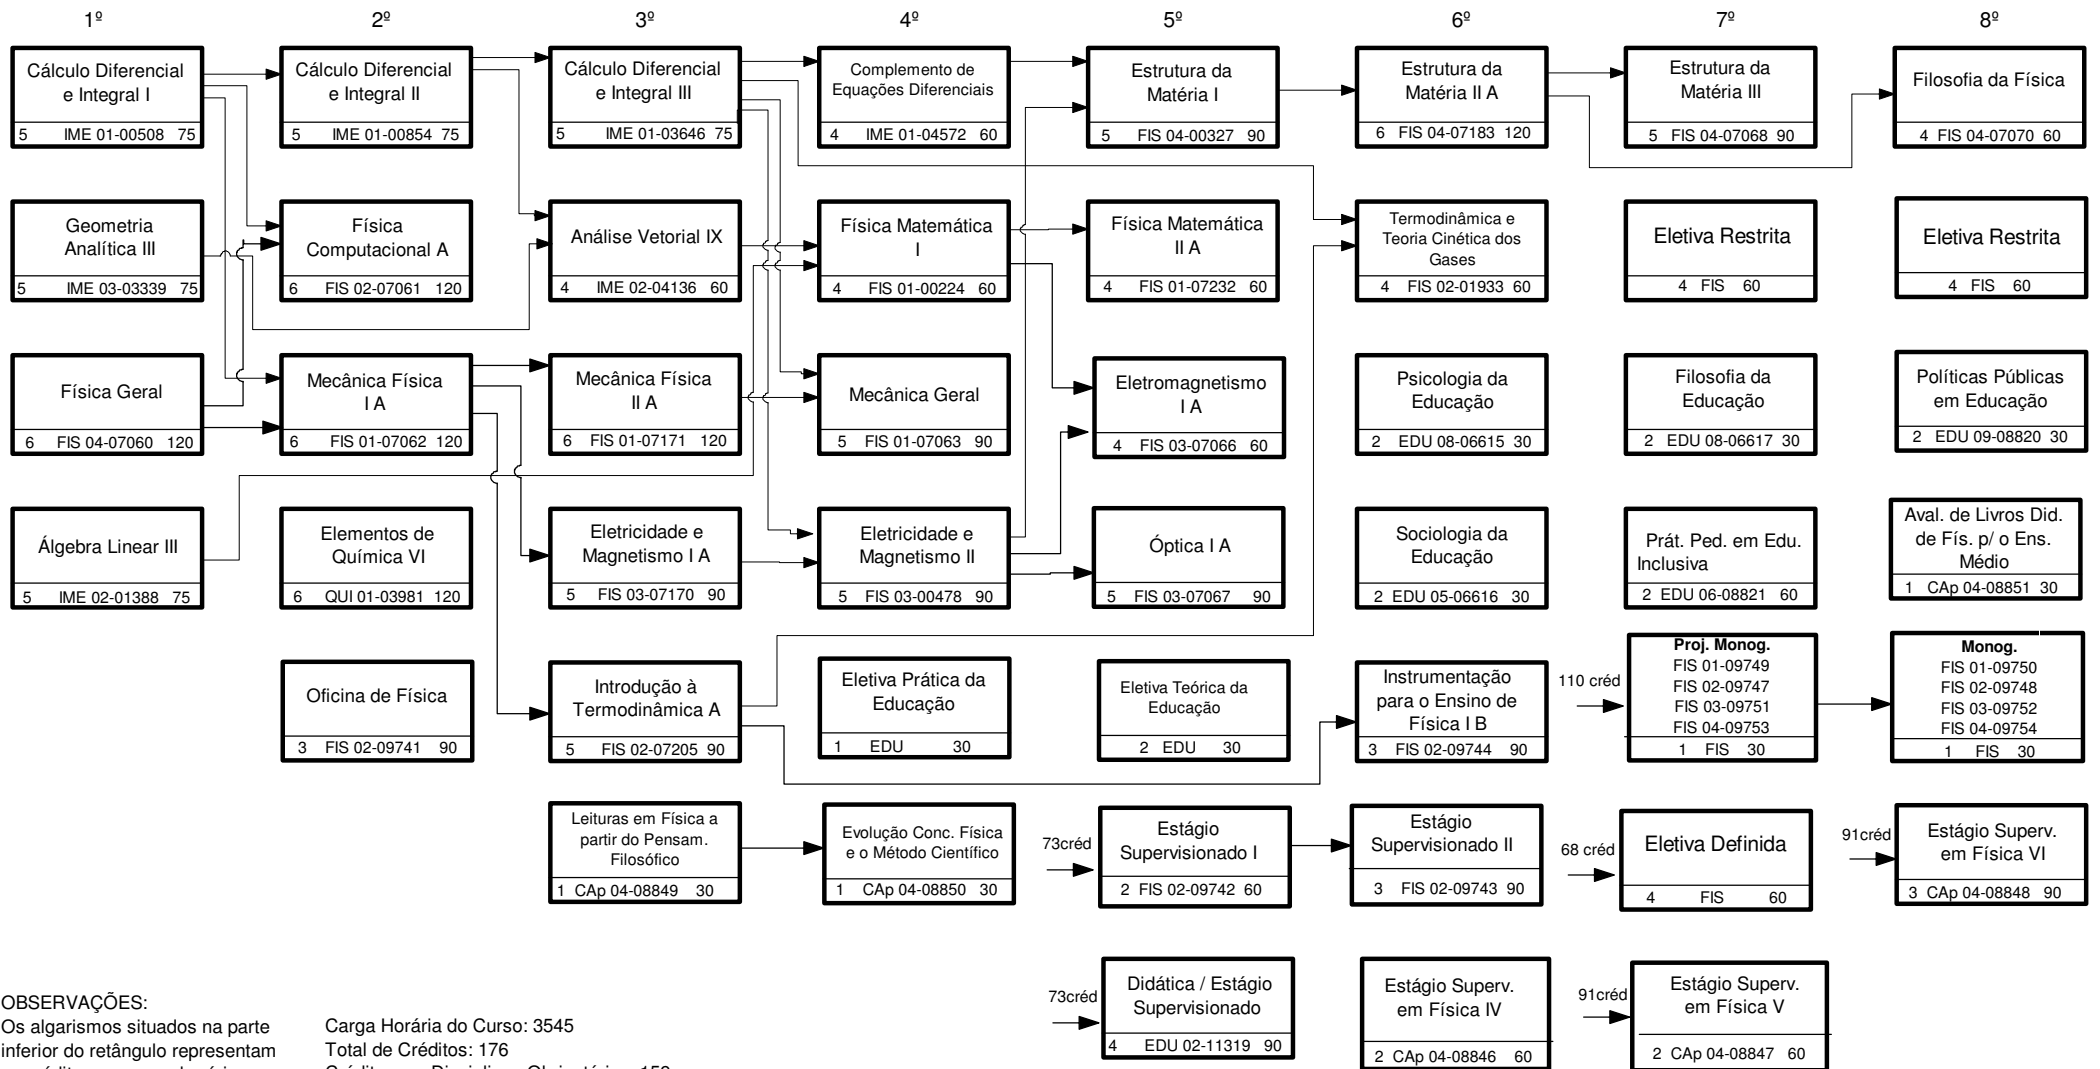 1º 2º 3º 4º 5º 6º 7º 8º
Cálculo Diferencial
e Integral I
5 IME 01-00508 75
Cálculo Diferencial
e Integral II
5 IME 01-00854 75
Cálculo Diferencial
e Integral III
5 IME 01-03646 75
Complemento de
Equações Diferenciais
4 IME 01-04572 60
Estrutura da
Matéria I
5 FIS 04-00327 90
Estrutura da
Matéria II A
6 FIS 04-07183 120
Estrutura da
Matéria III
5 FIS 04-07068 90
Filosofia da Física
4 FIS 04-07070 60
Geometria
Analítica III
5 IME 03-03339 75
Física
Computacional A
6 FIS 02-07061 120
Análise Vetorial IX
4 IME 02-04136 60
Física Matemática
I
4 FIS 01-00224 60
Física Matemática
II A
4 FIS 01-07232 60
Termodinâmica e
Teoria Cinética dos
Gases
4 FIS 02-01933 60
Eletiva Restrita
4 FIS 60
Eletiva Restrita
4 FIS 60
Física Geral
6 FIS 04-07060 120
Mecânica Física
I A
6 FIS 01-07062 120
Mecânica Física
II A
6 FIS 01-07171 120
Mecânica Geral
5 FIS 01-07063 90
Eletromagnetismo
I A
4 FIS 03-07066 60
Psicologia da
Educação
2 EDU 08-06615 30
Filosofia da
Educação
2 EDU 08-06617 30
Políticas Públicas
em Educação
2 EDU 09-08820 30
Álgebra Linear III
5 IME 02-01388 75
Elementos de
Química VI
6 QUI 01-03981 120
Eletricidade e
Magnetismo I A
5 FIS 03-07170 90
Eletricidade e
Magnetismo II
5 FIS 03-00478 90
Óptica I A
5 FIS 03-07067 90
Sociologia da
Educação
2 EDU 05-06616 30
Prát. Ped. em Edu.
Inclusiva
2 EDU 06-08821 60
Aval. de Livros Did.
de Fís. p/ o Ens.
Médio
1 CAp 04-08851 30
Oficina de Física
3 FIS 02-09741 90
Introdução à
Termodinâmica A
5 FIS 02-07205 90
Eletiva Prática da
Educação
1 EDU 30
Eletiva Teórica da
Educação
2 EDU 30
Instrumentação
para o Ensino de
Física I B
3 FIS 02-09744 90
110 créd
Proj. Monog.
FIS 01-09749
FIS 02-09747
FIS 03-09751
FIS 04-09753
1 FIS 30
Monog.
FIS 01-09750
FIS 02-09748
FIS 03-09752
FIS 04-09754
1 FIS 30
Leituras em Física a
partir do Pensam.
Filosófico
1 CAp 04-08849 30
Evolução Conc. Física
e o Método Científico
1 CAp 04-08850 30
73créd
Estágio
Supervisionado I
2 FIS 02-09742 60
Estágio
Supervisionado II
3 FIS 02-09743 90
68 créd
Eletiva Definida
4 FIS 60
91créd
Estágio Superv.
em Física VI
3 CAp 04-08848 90
73créd
Didática / Estágio
Supervisionado
4 EDU 02-11319 90
Estágio Superv.
em Física IV
2 CAp 04-08846 60
91créd
Estágio Superv.
em Física V
2 CAp 04-08847 60
OBSERVAÇÕES:
Os algarismos situados na parte
inferior do retângulo representam
Carga Horária do Curso: 3545
Total de Créditos: 176